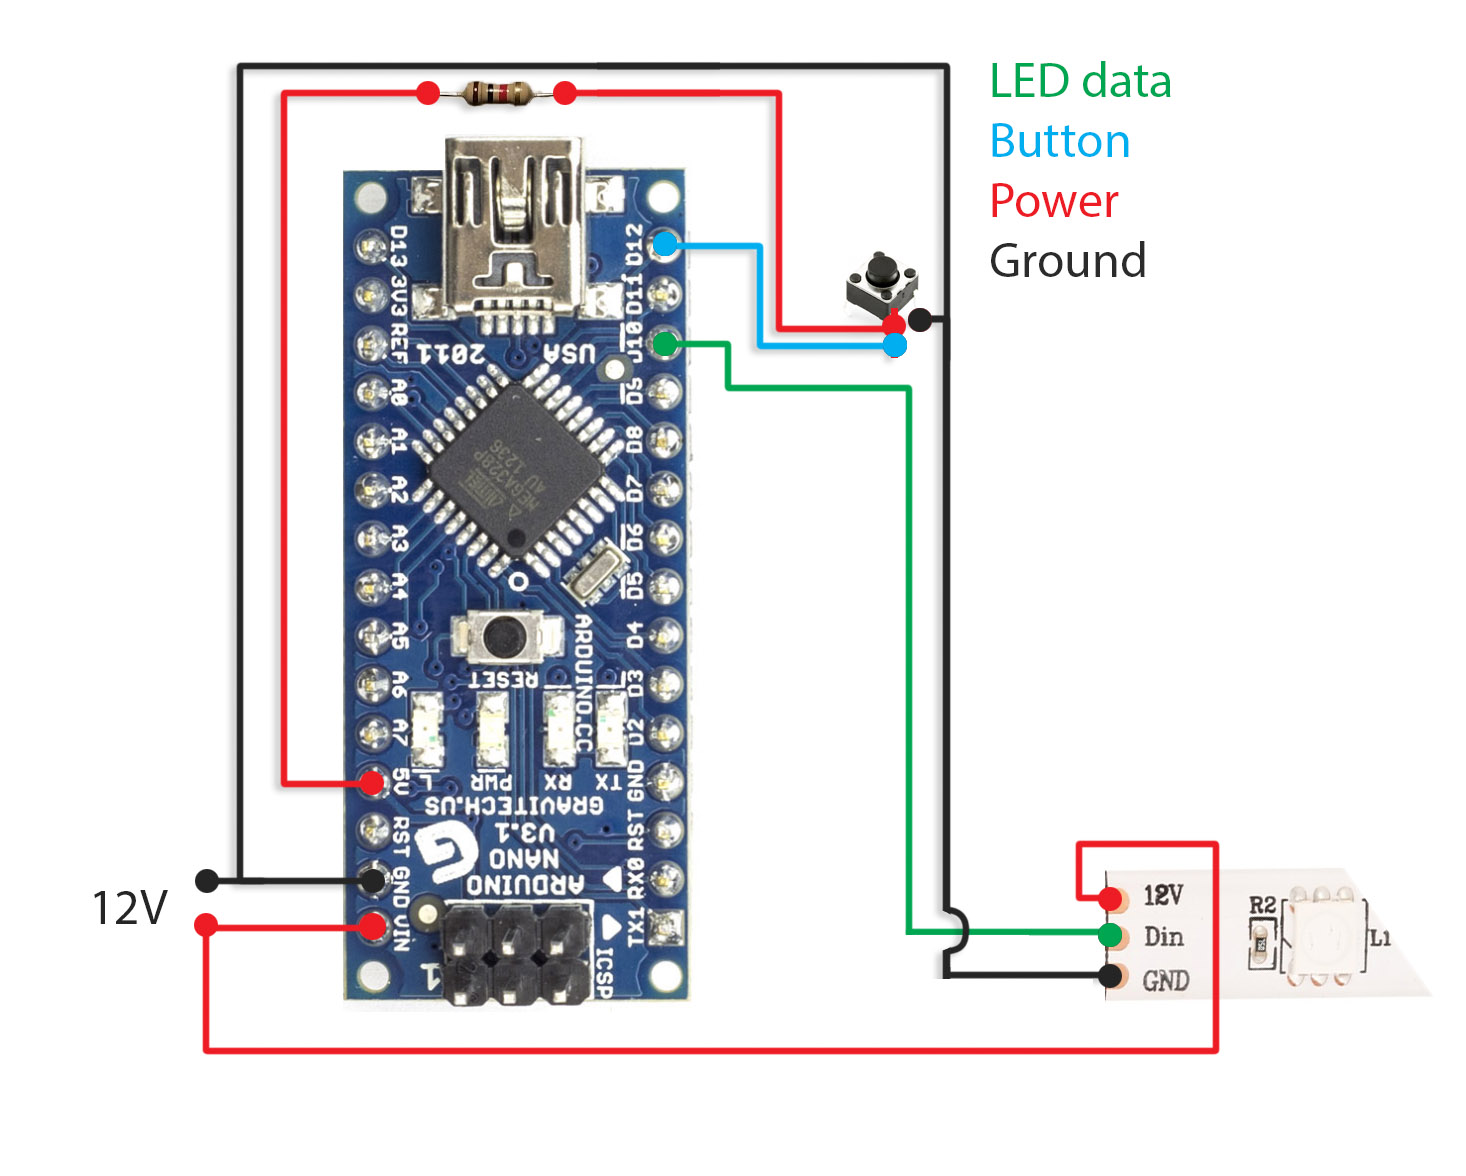 LED data
Button
Power
Ground
D13
3V3
REF
A0
A1
A2
A3
A4
A5
A6
A7
5V
RST
GND
VIN
D12
D11
D10
D9
D8
D7
D6
D5
D4
D3
D2
GND
RST
RX0
TX1
2011
USA
MEGA328P
AU 1236
RESET
ARDUINO.CC
L
PWR
RX
TX
GRAVITECH.US
V3.1
NANO
ARDUINO
ICSP
1
12V
12V
Din
GND
R2
L1